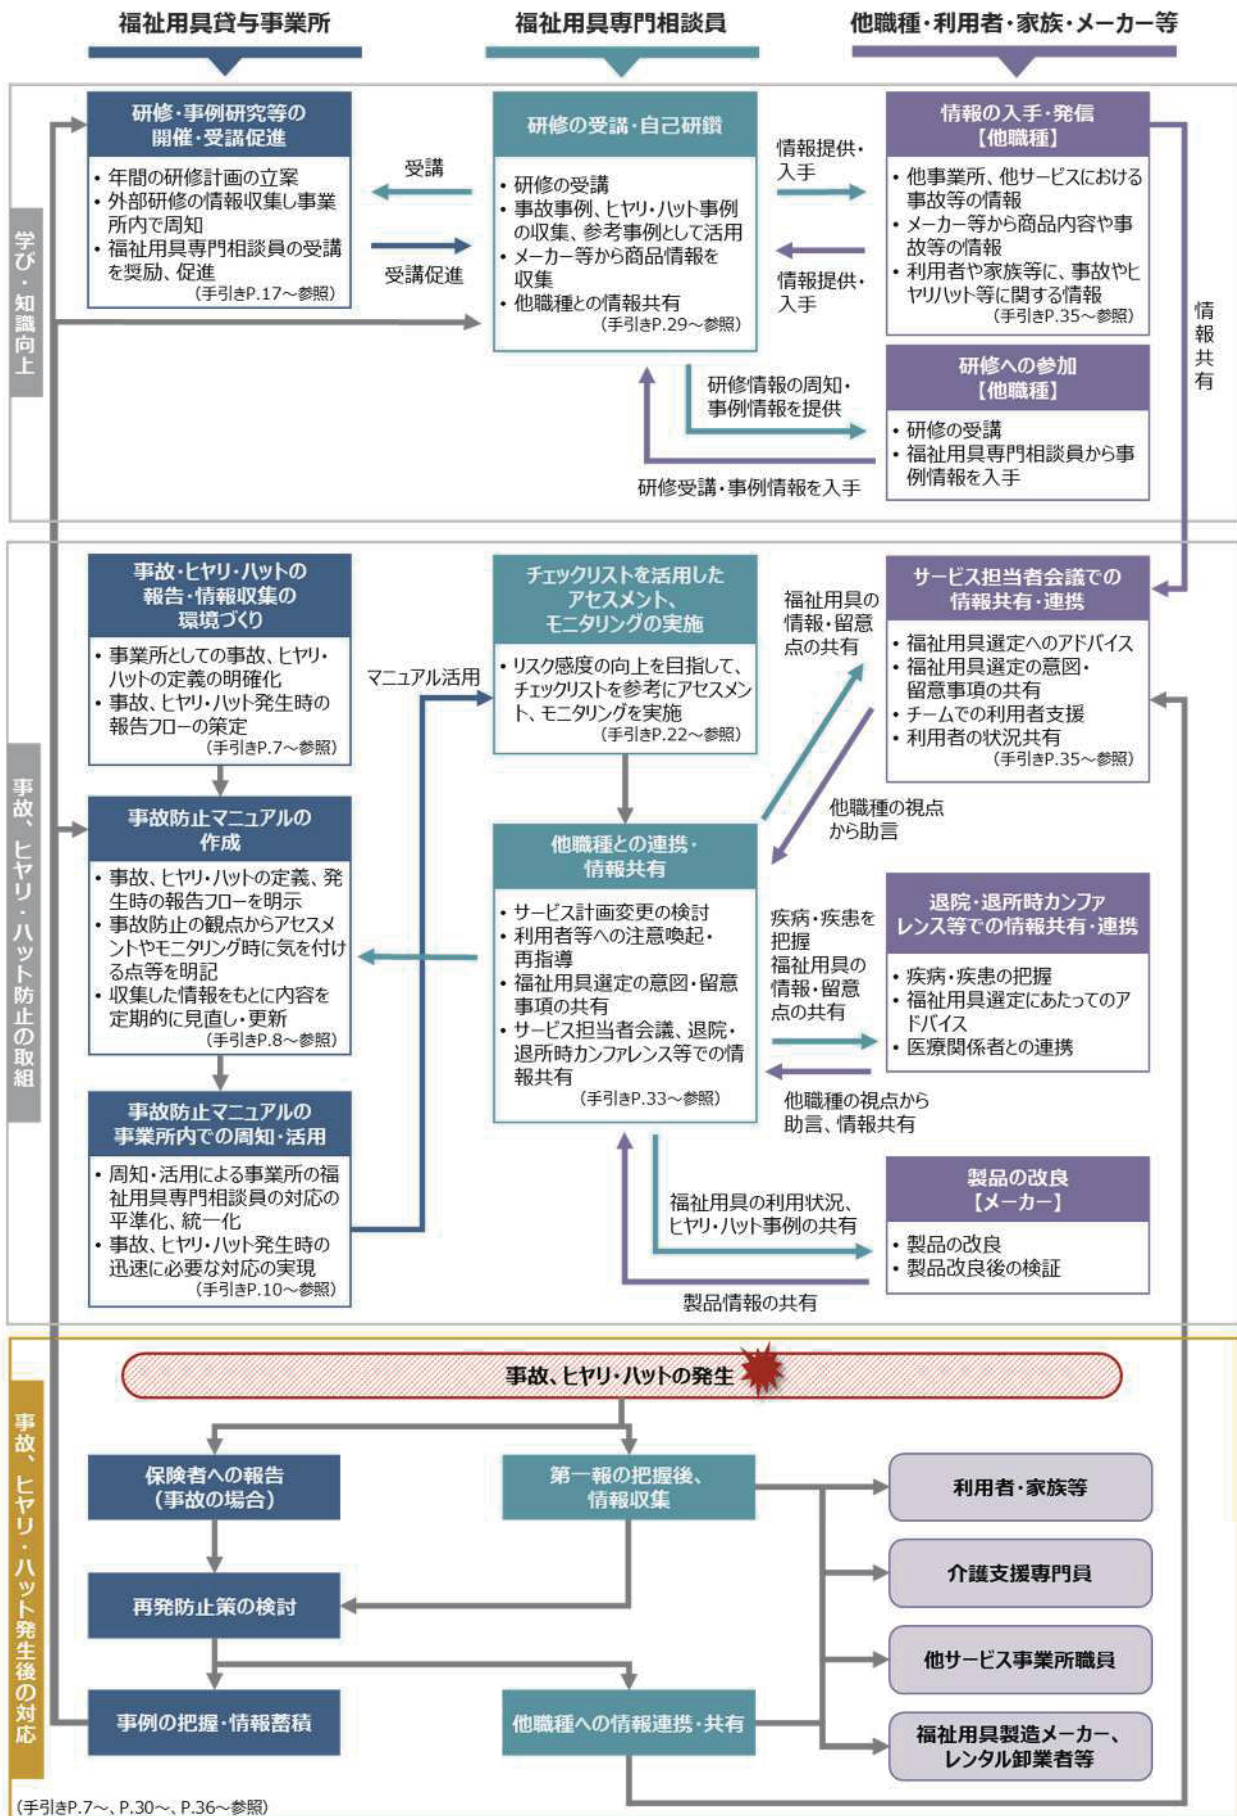 福祉用具貸与事業所
福祉用具専門相談員
他職種・利用者・家族・メーカー等
学び・知識向上
研修・事例研究等の
開催・受講促進
• 年間の研修計画の立案
• 外部研修の情報収集し事業
所内で周知
• 福祉用具専門相談員の受講
を奨励、促進
(手引きP.17～参照)
受講
受講促進
研修の受講・自己研鑽
• 研修の受講
• 事故事例、ヒヤリ・ハット事例
の収集、参考事例として活用
• メーカー等から商品情報を
収集
• 他職種との情報共有
(手引きP.29～参照)
情報提供・
入手
情報提供・
入手
情報の入手・発信
【他職種】
• 他事業所、他サービスにおける
事故等の情報
• メーカー等から商品内容や事
故等の情報
• 利用者や家族等に、事故やヒ
ヤリハット等に関する情報
(手引きP.35～参照)
情報共有
研修情報の周知・
事例情報を提供
研修受講・事例情報を入手
研修への参加
【他職種】
• 研修の受講
• 福祉用具専門相談員から事
例情報を入手
事故、ヒヤリ・ハット防止の取組
事故・ヒヤリ・ハットの
報告・情報収集の
環境づくり
• 事業所としての事故、ヒヤリ・
ハットの定義の明確化
• 事故、ヒヤリ・ハット発生時の
報告フローの策定
(手引きP.7～参照)
マニュアル活用
チェックリストを活用した
アセスメント、
モニタリングの実施
• リスク感度の向上を目指して、
チェックリストを参考にアセスメン
ト、モニタリングを実施
(手引きP.22～参照)
福祉用具の
情報・留意
点の共有
他職種の視点
から助言
サービス担当者会議での
情報共有・連携
• 福祉用具選定へのアドバイス
• 福祉用具選定の意図・
留意事項の共有
• チームでの利用者支援
• 利用者の状況共有
(手引きP.35～参照)
事故防止マニュアルの
作成
• 事故、ヒヤリ・ハットの定義、発
生時の報告フローを明示
• 事故防止の観点からアセスメ
ントやモニタリング時に気を付け
る点等を明記
• 収集した情報をもとに内容を
定期的に見直し・更新
(手引きP.8～参照)
他職種との連携・
情報共有
• サービス計画変更の検討
• 利用者等への注意喚起・
再指導
• 福祉用具選定の意図・留意
事項の共有
• サービス担当者会議、退院・
退所時カンファレンス等での情
報共有
(手引きP.33～参照)
疾病・疾患を
把握
福祉用具の
情報・留意
点の共有
他職種の視点から
助言、情報共有
退院・退所時カンファ
レンス等での情報共有・連携
• 疾病・疾患の把握
• 福祉用具選定にあたってのア
ドバイス
• 医療関係者との連携
事故防止マニュアルの
事業所内での周知・活用
• 周知・活用による事業所の福
祉用具専門相談員の対応の
平準化、統一化
• 事故、ヒヤリ・ハット発生時の
迅速に必要な対応の実現
(手引きP.10～参照)
福祉用具の利用状況、
ヒヤリ・ハット事例の共有
製品情報の共有
製品の改良
【メーカー】
• 製品の改良
• 製品改良後の検証
事故、ヒヤリ・ハット発生後の対応
事故、ヒヤリ・ハットの発生
保険者への報告
(事故の場合)
第一報の把握後、
情報収集
利用者・家族等
介護支援専門員
再発防止策の検討
他サービス事業所職員
事例の把握・情報蓄積
他職種への情報連携・共有
福祉用具製造メーカー、
レンタル卸業者等
(手引きP.7～、P.30～、P.36～参照)